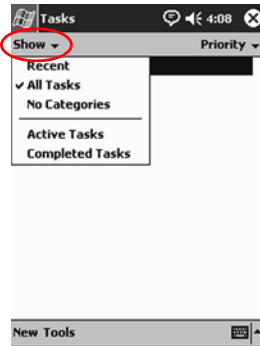 Tasks 4:08
Show Priority
Recent
All Tasks
No Categories
Active Tasks
Completed Tasks
New Tools